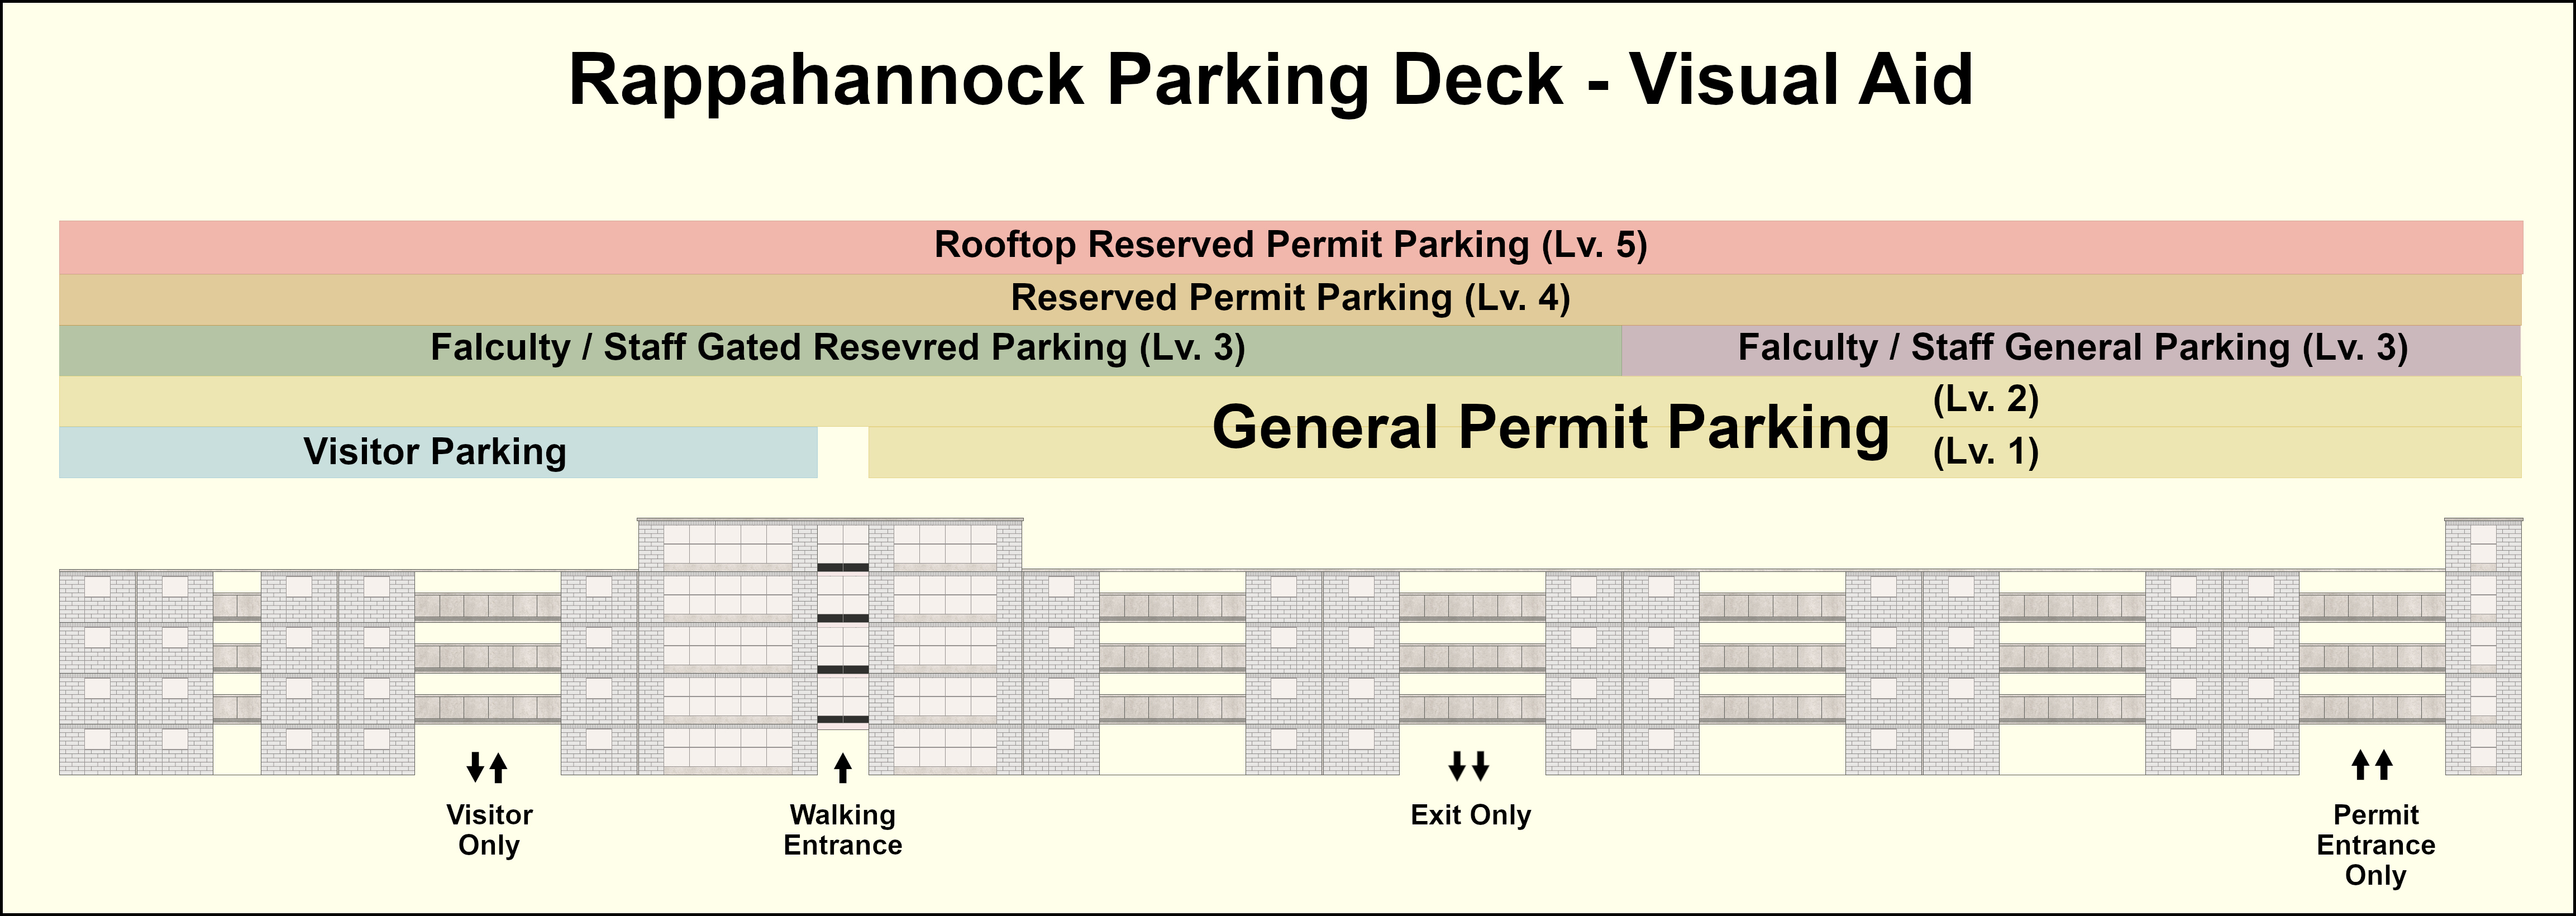 Rappahannock Parking Deck - Visual Aid
Rooftop Reserved Permit Parking (Lv. 5)
Reserved Permit Parking (Lv. 4)
Falculty / Staff Gated Resevred Parking (Lv. 3)
Falculty / Staff General Parking (Lv. 3)
General Permit Parking
(Lv. 2)
(Lv. 1)
Visitor Parking
Visitor
Only
Walking
Entrance
Exit Only
Permit
Entrance
Only